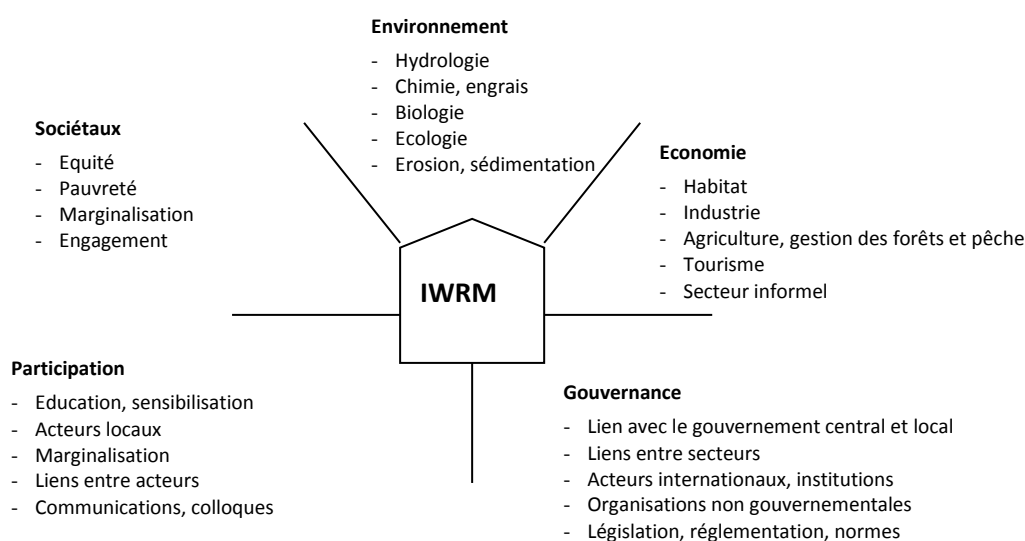 Environnement
- Hydrologie
- Chimie, engrais
- Biologie
- Ecologie
- Erosion, sédimentation
Sociétaux
- Equité
- Pauvreté
- Marginalisation
- Engagement
Economie
- Habitat
- Industrie
- Agriculture, gestion des forêts et pêche
- Tourisme
- Secteur informel
IWRM
Participation
- Education, sensibilisation
- Acteurs locaux
- Marginalisation
- Liens entre acteurs
- Communications, colloques
Gouvernance
- Lien avec le gouvernement central et local
- Liens entre secteurs
- Acteurs internationaux, institutions
- Organisations non gouvernementales
- Législation, réglementation, normes